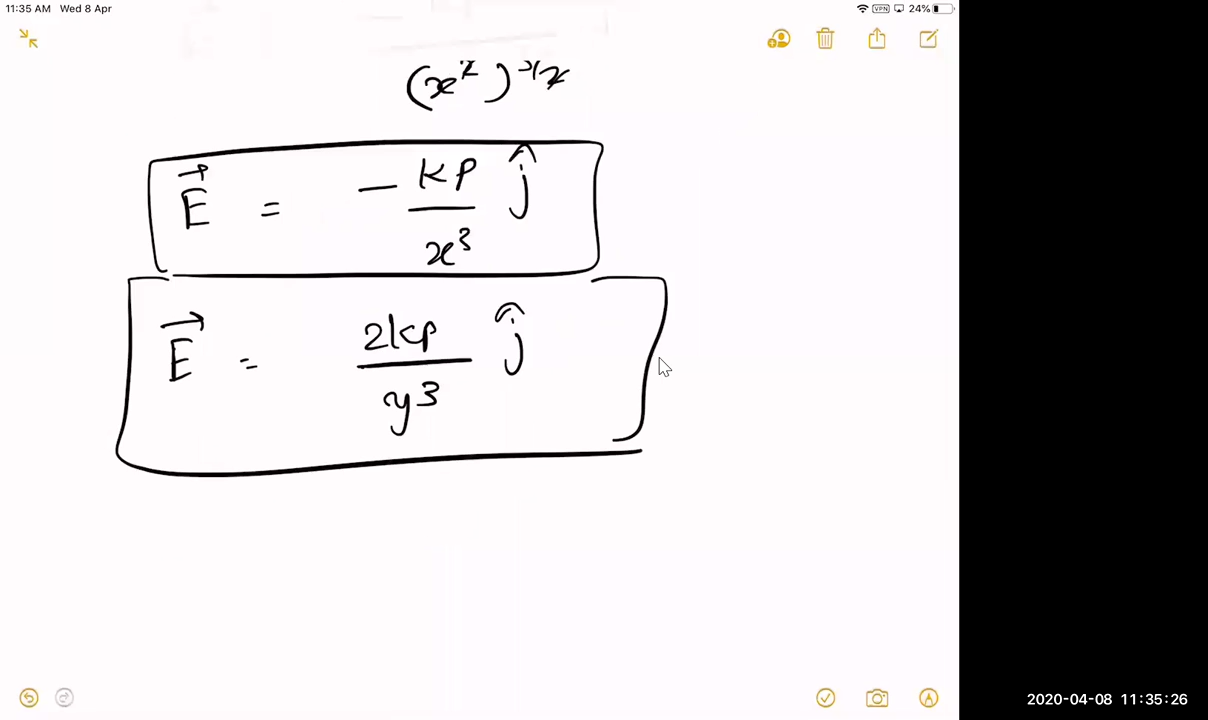 11:35 AM Wed 8 Apr VPN 24%
(x²)^3/2
E⃗ = - kp/x³ ĵ
E⃗ = 2kp/y³ ĵ
2020-04-08 11:35:26